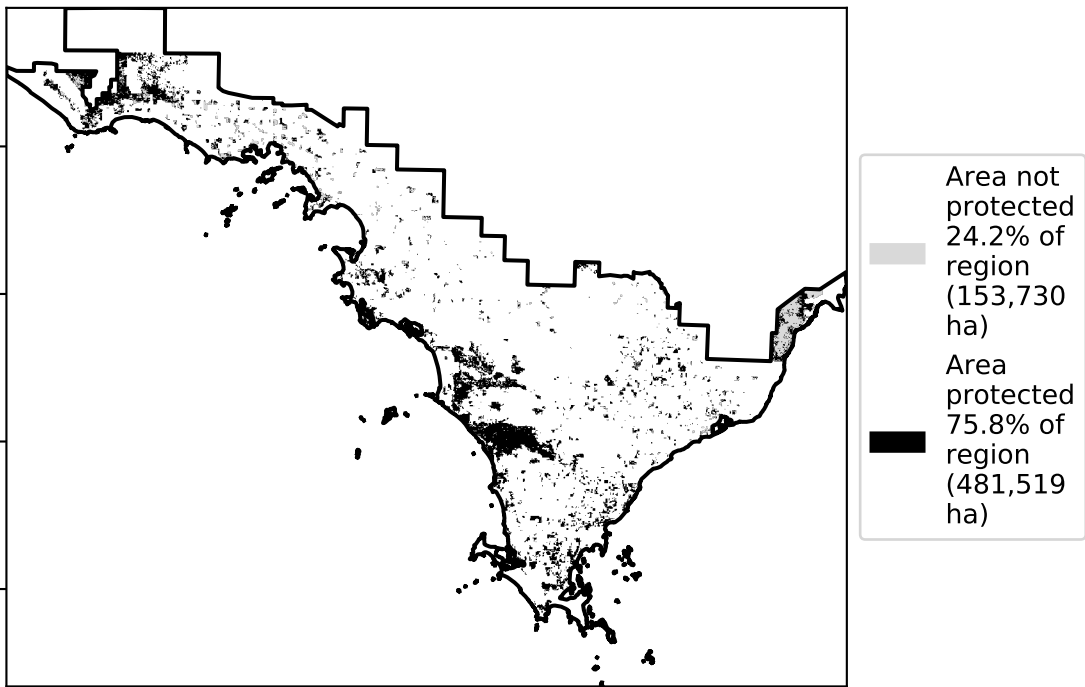 Area not
protected
24.2% of
region
(153,730
ha)
Area
protected
75.8% of
region
(481,519
ha)